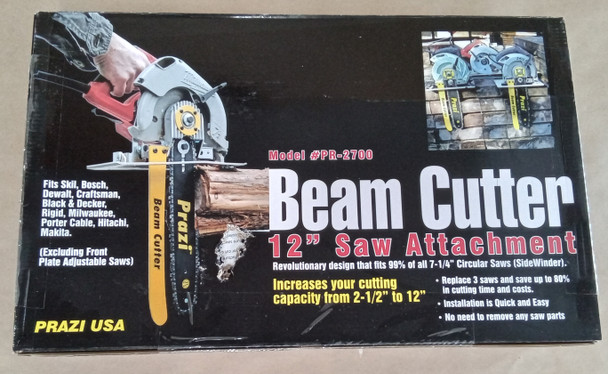 Model #PR-2700
Beam Cutter
12" Saw Attachment
Revolutionary design that fits 99% of all 7-1/4" Circular Saws (SideWinder).
Increases your cutting
capacity from 2-1/2" to 12"
• Replace 3 saws and save up to 80%
in cutting time and costs.
• Installation is Quick and Easy
• No need to remove any saw parts
Fits Skil, Bosch,
Dewalt, Craftsman,
Black & Decker,
Rigid, Milwaukee,
Porter Cable, Hitachi,
Makita.
(Excluding Front
Plate Adjustable Saws)
PRAZI USA
Beam Cutter
Prazi
Prazi